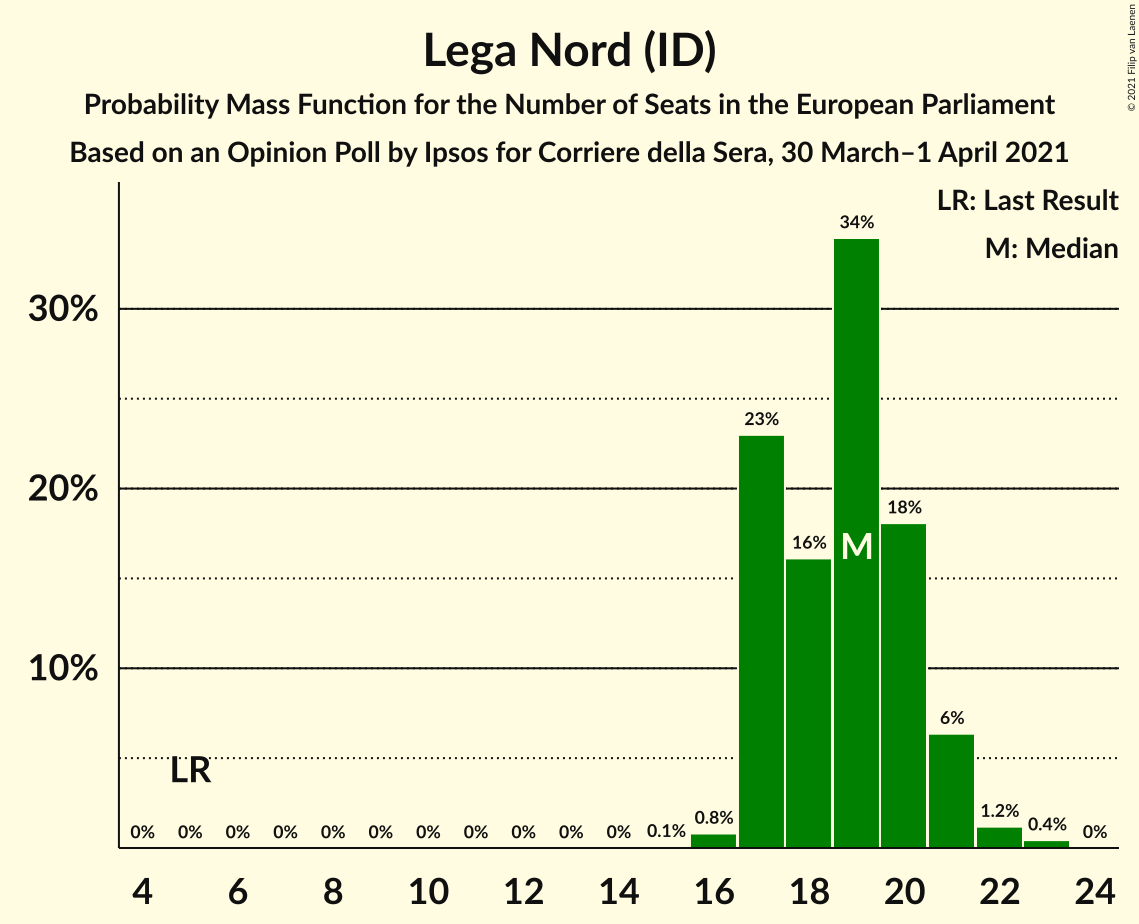 Lega Nord (ID)
Probability Mass Function for the Number of Seats in the European Parliament
Based on an Opinion Poll by Ipsos for Corriere della Sera, 30 March–1 April 2021
© 2021 Filip van Laenen
LR: Last Result
M: Median
34%
30%
23%
20%
18%
16%
M
10%
6%
LR
0% 0% 0% 0% 0% 0% 0% 0% 0% 0% 0% 0.1% 0.8% 1.2% 0.4% 0%
4 6 8 10 12 14 16 18 20 22 24